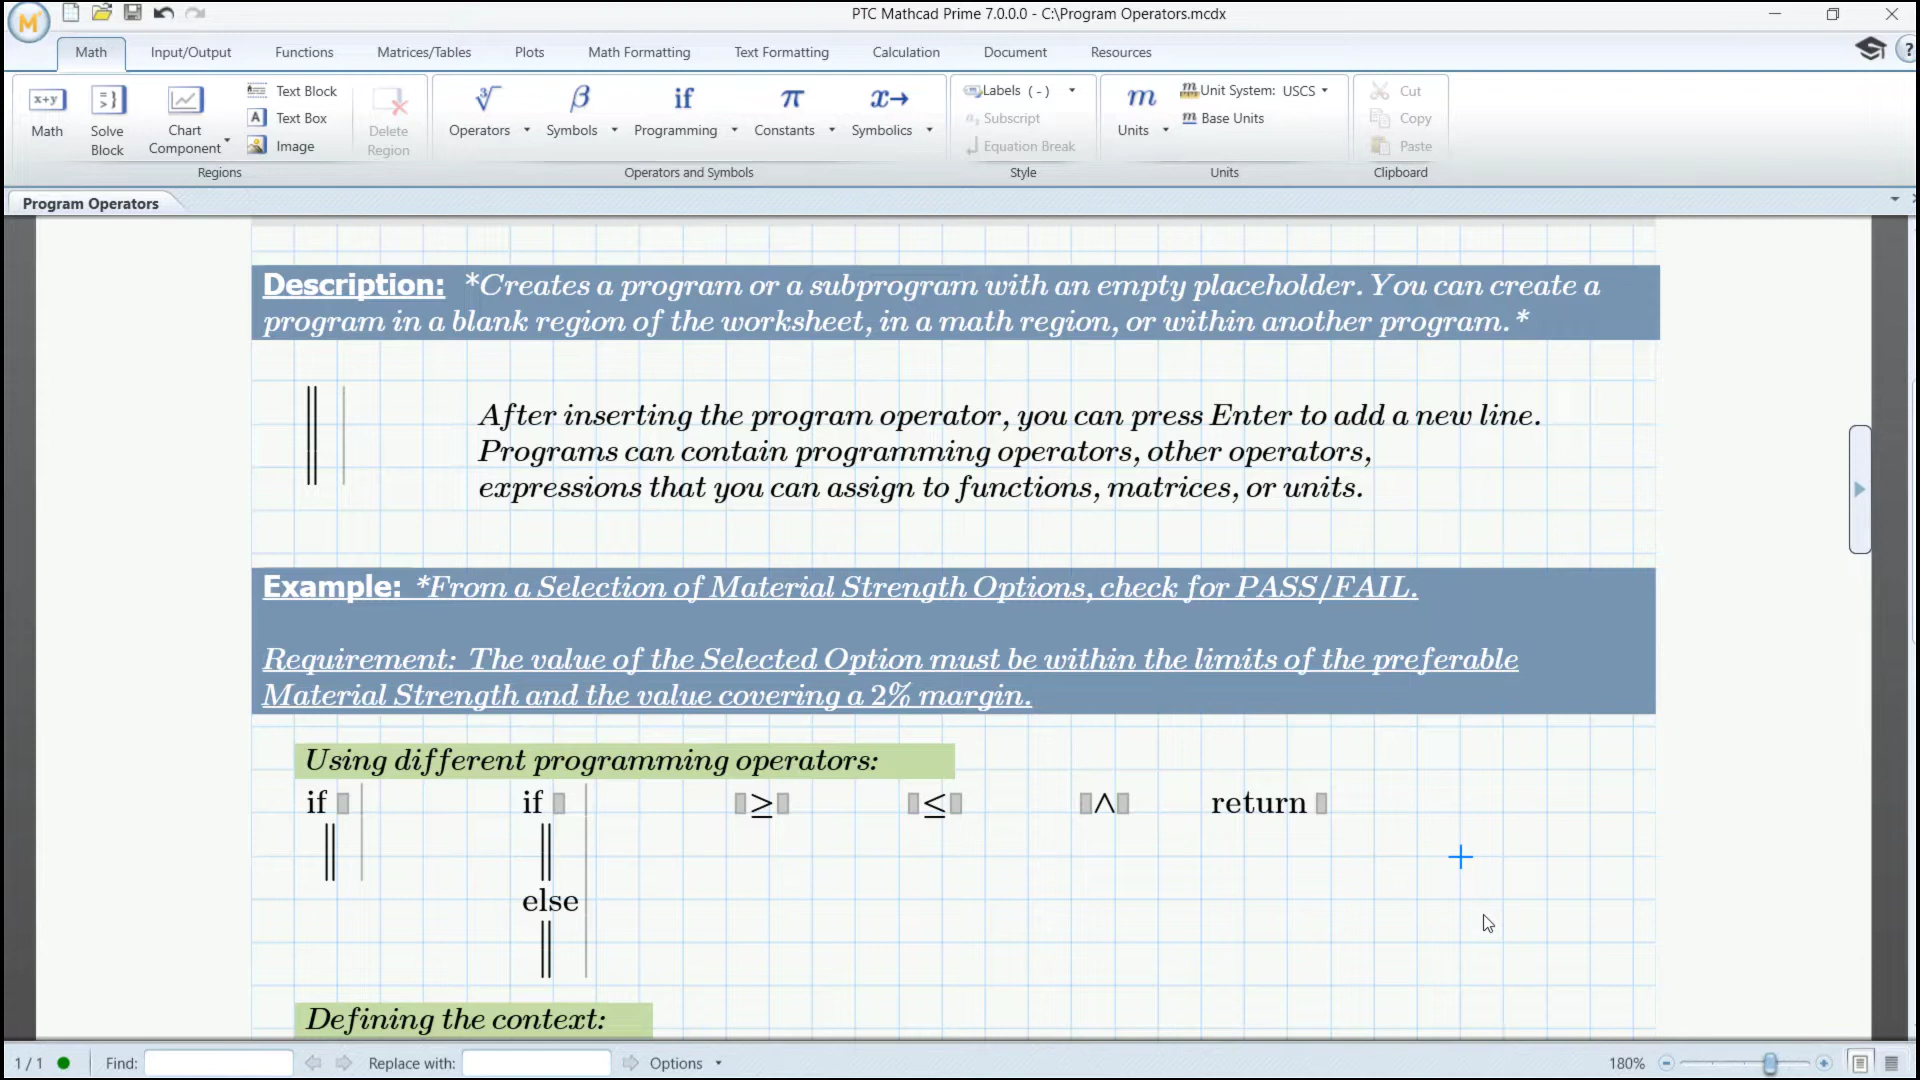 PTC Mathcad Prime 7.0.0.0 - C:\Program Operators.mcdx
Math Input/Output Functions Matrices/Tables Plots Math Formatting Text Formatting Calculation Document Resources
Math
Solve
Block
Chart
Component
Text Block
Text Box
Image
Delete
Region
Regions
Operators Symbols Programming Constants Symbolics
Operators and Symbols
Labels ( - )
Subscript
Equation Break
Style
Units
Unit System: USCS
Base Units
Units
Cut
Copy
Paste
Clipboard
Program Operators
Description: *Creates a program or a subprogram with an empty placeholder. You can create a
program in a blank region of the worksheet, in a math region, or within another program.*
After inserting the program operator, you can press Enter to add a new line.
Programs can contain programming operators, other operators,
expressions that you can assign to functions, matrices, or units.
Example: *From a Selection of Material Strength Options, check for PASS/FAIL.
Requirement: The value of the Selected Option must be within the limits of the preferable
Material Strength and the value covering a 2% margin.
Using different programming operators:
if if ≥ ≤ ∧ return
else
Defining the context:
1 / 1 Find: Replace with: Options 180%